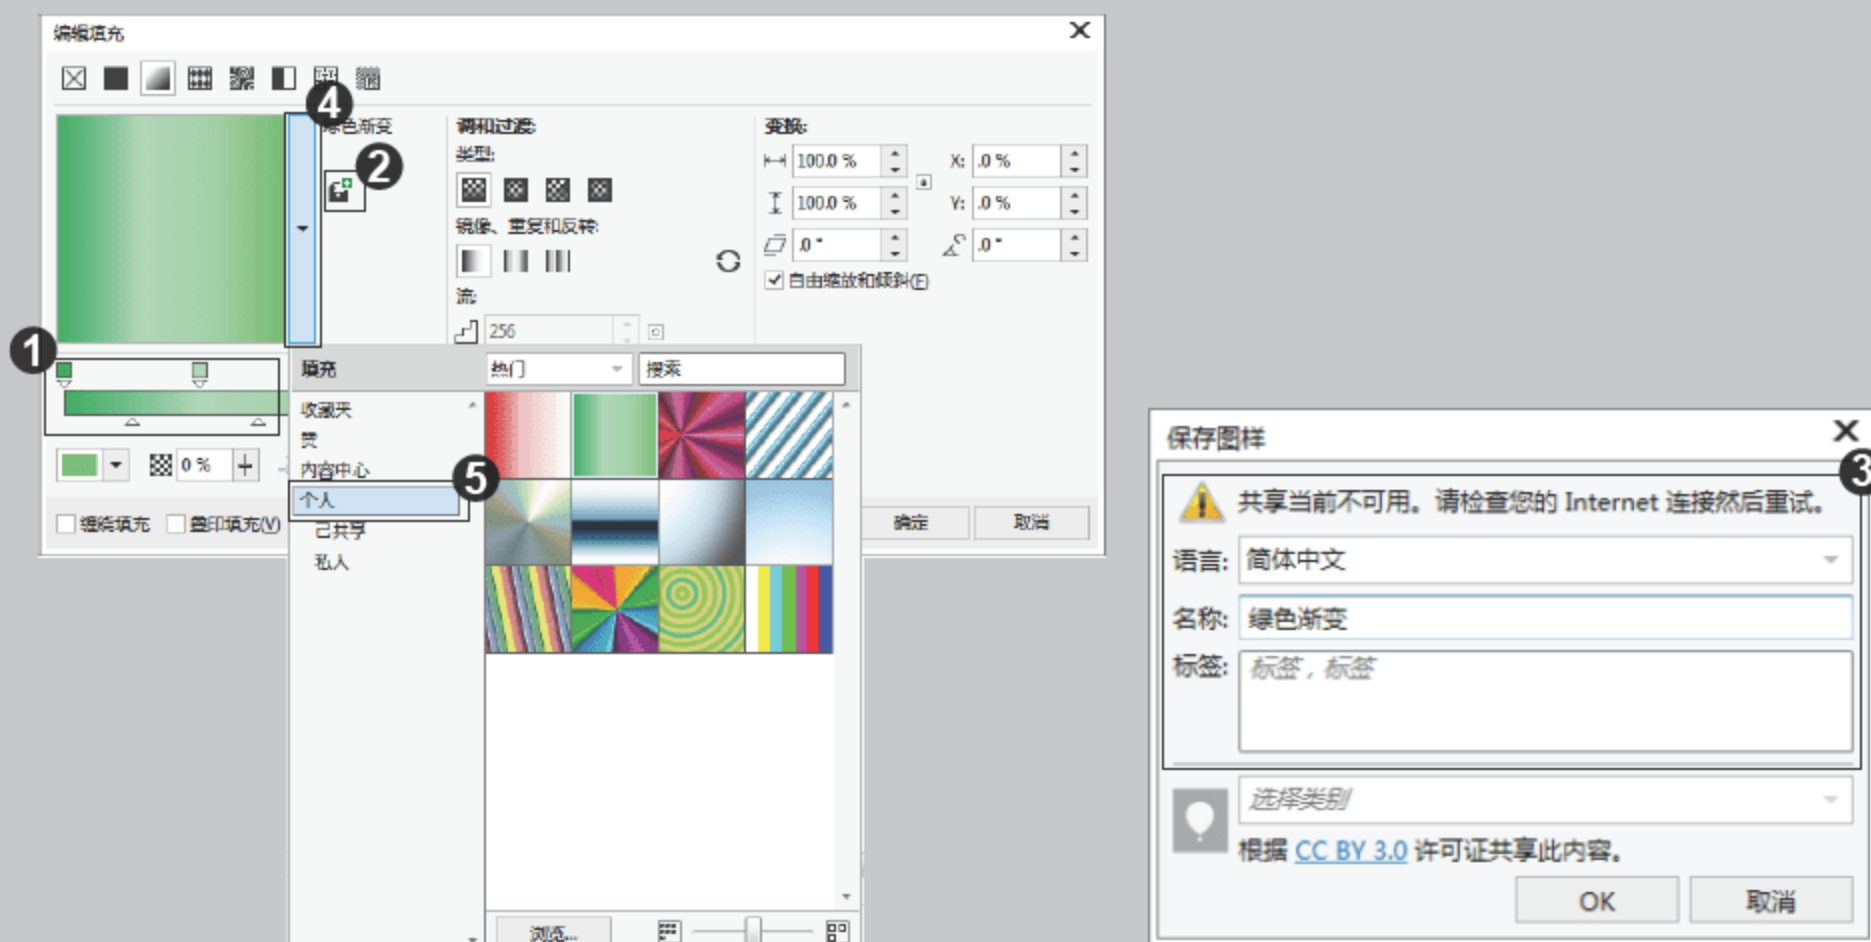 编辑填充
4
绿色渐变
2
调和过渡:
类型:
镜像、重复和反转:
流:
256
变换:
100.0 %
X: .0 %
100.0 %
Y: .0 %
.0 °
.0 °
自由缩放和倾斜(F)
1
0 %
缠绕填充
叠印填充(V)
确定
取消
填充
热门
搜索
收藏夹
赞
内容中心
5
个人
已共享
私人
浏览...
保存图样
3
共享当前不可用。请检查您的 Internet 连接然后重试。
语言: 简体中文
名称: 绿色渐变
标签: 标签，标签
选择类别
根据 CC BY 3.0 许可证共享此内容。
OK
取消